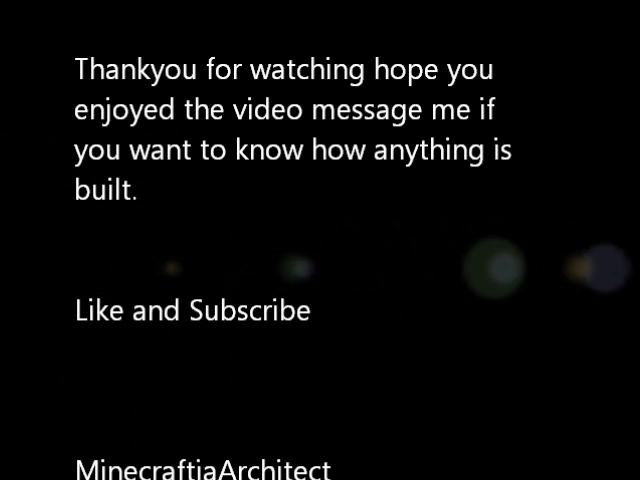 Thankyou for watching hope you
enjoyed the video message me if
you want to know how anything is
built.
Like and Subscribe
MinecraftiaArchitect